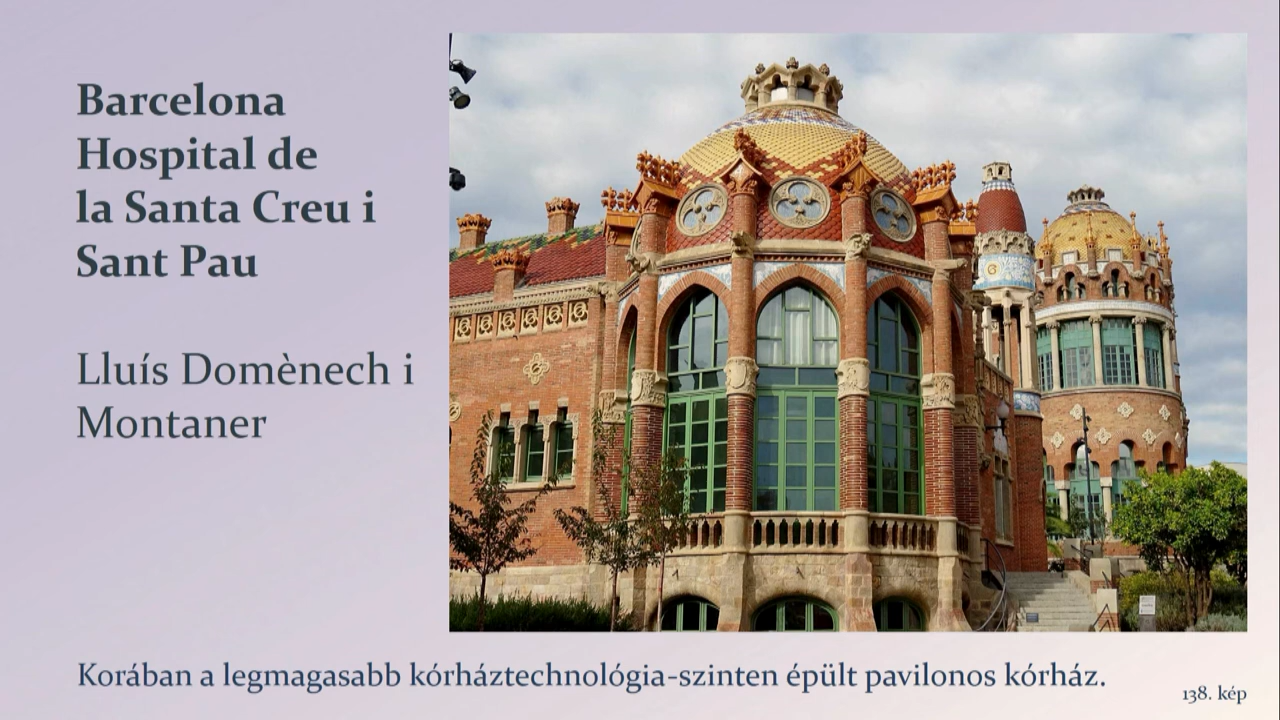 Barcelona
Hospital de
la Santa Creu i
Sant Pau
Lluís Domènech i
Montaner
Korában a legmagasabb kórháztechnológia-szinten épült pavilonos kórház.
138. kép